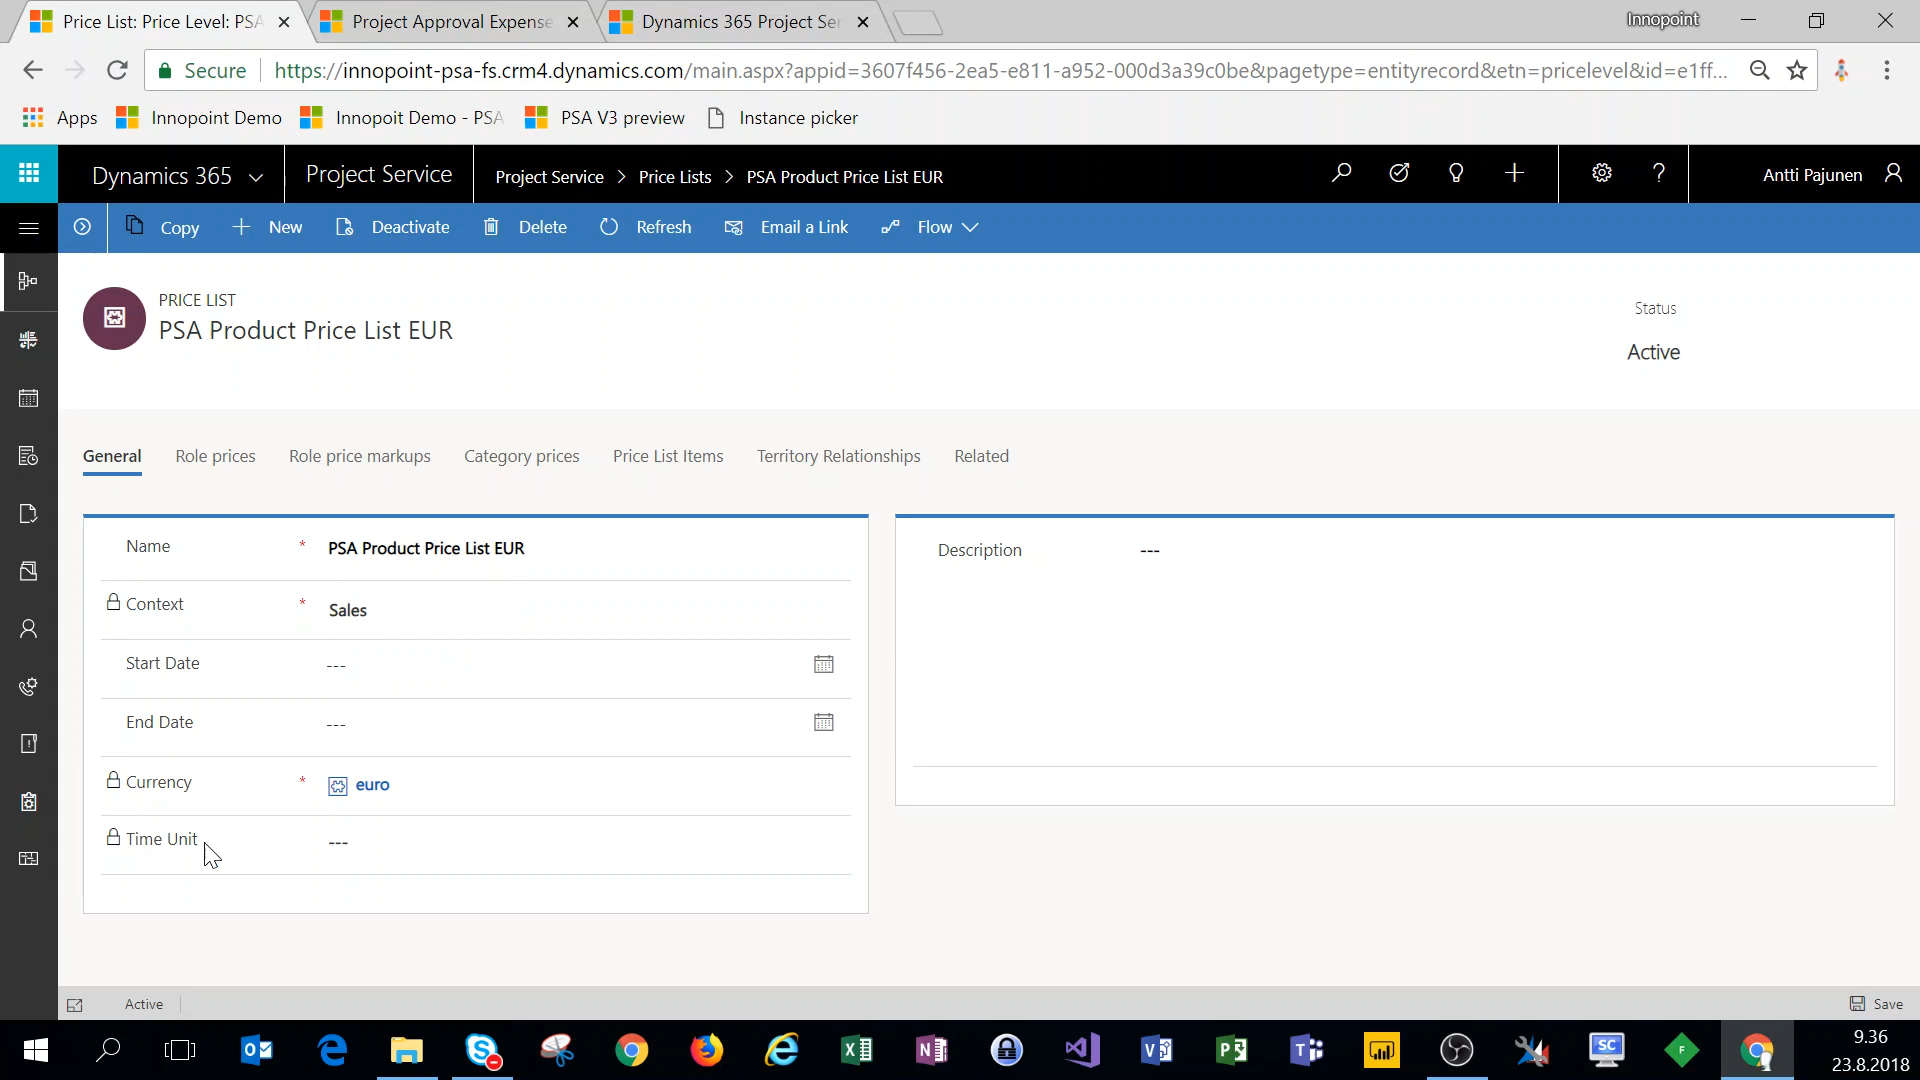 Price List: Price Level: PSA
Project Approval Expense
Dynamics 365 Project Ser
Innopoint
Secure
https://innopoint-psa-fs.crm4.dynamics.com/main.aspx?appid=3607f456-2ea5-e811-a952-000d3a39c0be&pagetype=entityrecord&etn=pricelevel&id=e1ff...
Apps
Innopoint Demo
Innopoit Demo - PSA
PSA V3 preview
Instance picker
Dynamics 365
Project Service
Project Service > Price Lists > PSA Product Price List EUR
Antti Pajunen
Copy
New
Deactivate
Delete
Refresh
Email a Link
Flow
PRICE LIST
PSA Product Price List EUR
Status
Active
General
Role prices
Role price markups
Category prices
Price List Items
Territory Relationships
Related
Name * PSA Product Price List EUR
Context * Sales
Start Date ---
End Date ---
Currency * euro
Time Unit ---
Description ---
Active
Save
9.36
23.8.2018